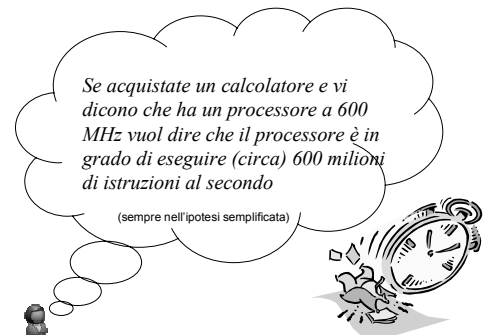 Se acquistate un calcolatore e vi
dicono che ha un processore a 600
MHz vuol dire che il processore è in
grado di eseguire (circa) 600 milioni
di istruzioni al secondo
(sempre nell'ipotesi semplificata)